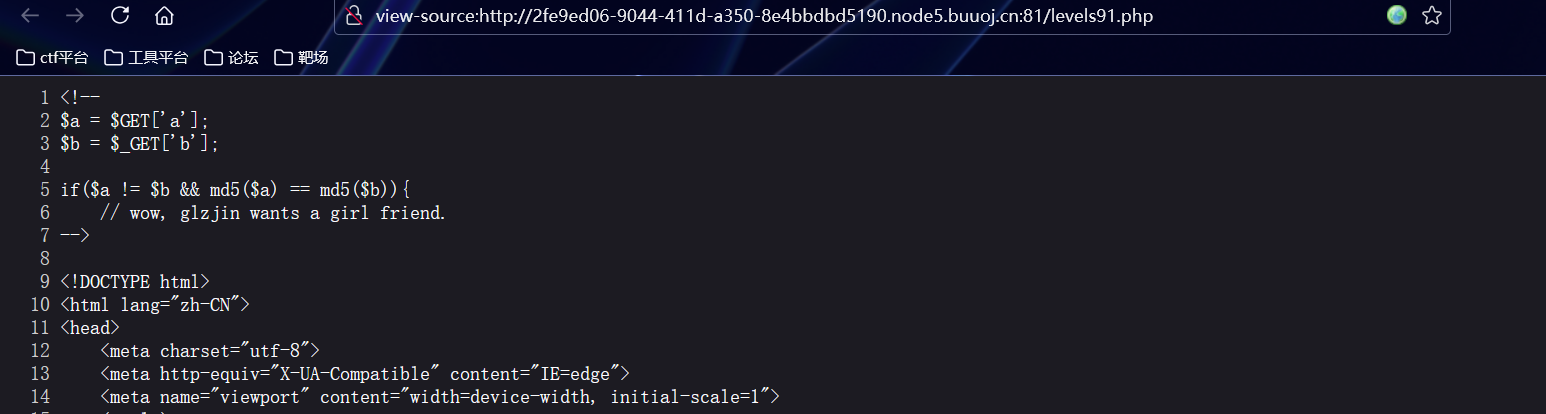 view-source:http://2fe9ed06-9044-411d-a350-8e4bbdbd5190.node5.buuoj.cn:81/levels91.php
ctf平台 工具平台 论坛 靶场
1 <!--
2 $a = $GET['a'];
3 $b = $_GET['b'];
4
5 if($a != $b && md5($a) == md5($b)){
6     // wow, glzjin wants a girl friend.
7 -->
8
9 <!DOCTYPE html>
10 <html lang="zh-CN">
11 <head>
12     <meta charset="utf-8">
13     <meta http-equiv="X-UA-Compatible" content="IE=edge">
14     <meta name="viewport" content="width=device-width, initial-scale=1">